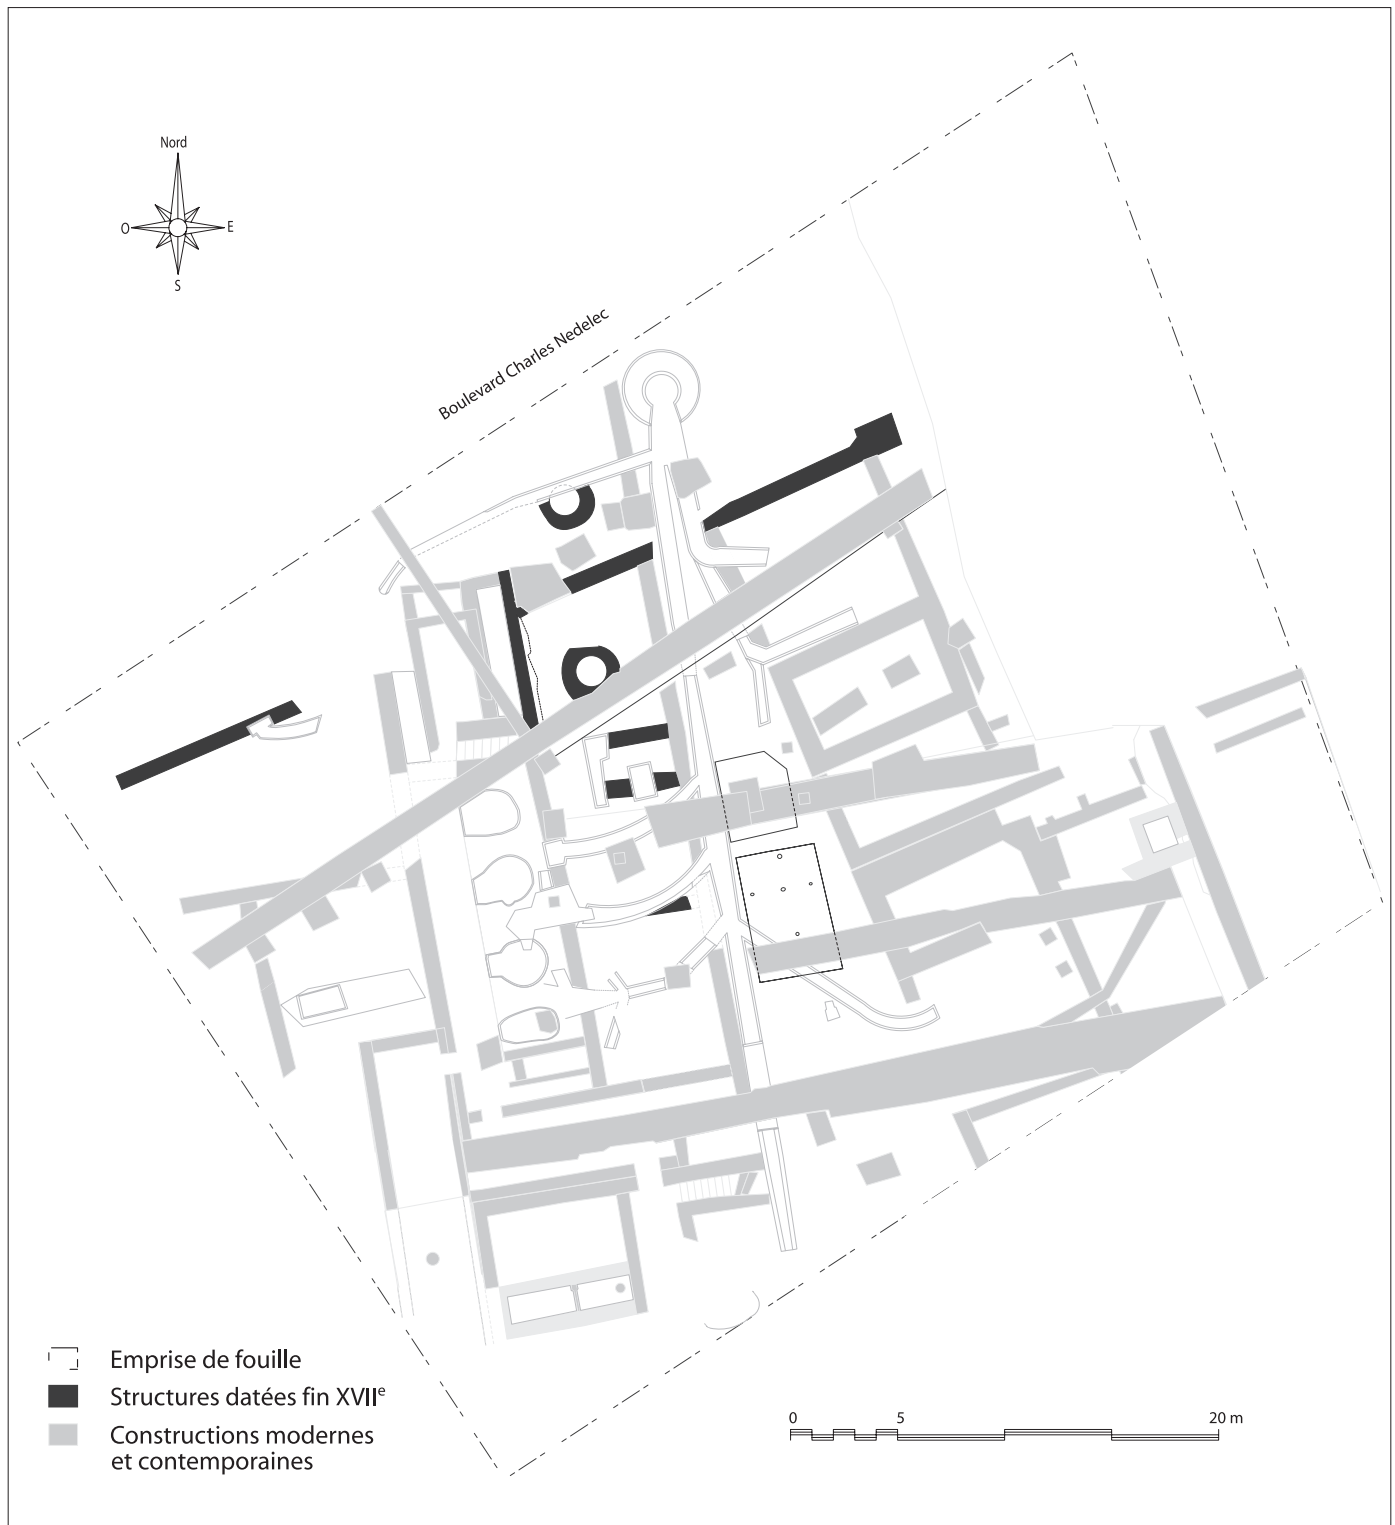 Nord
O
E
S
Boulevard Charles Nedelec
Emprise de fouille
Structures datées fin XVIIe
Constructions modernes
et contemporaines
0 5 20 m